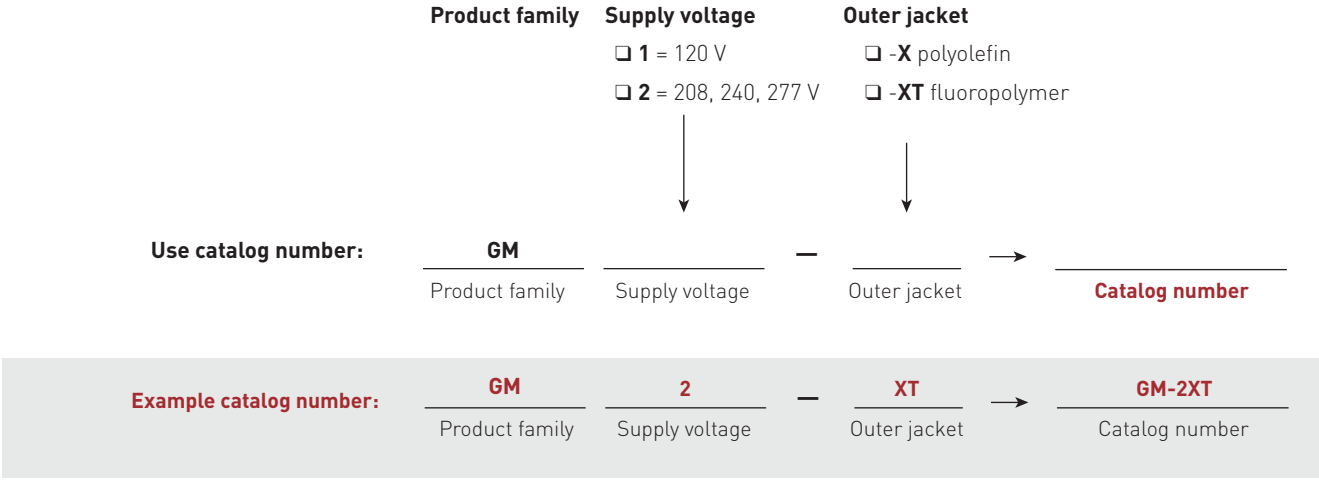 Product family Supply voltage Outer jacket
❏ 1 = 120 V ❏ -X polyolefin
❏ 2 = 208, 240, 277 V ❏ -XT fluoropolymer
Use catalog number: GM —
Product family Supply voltage Outer jacket Catalog number
Example catalog number: GM 2 — XT GM-2XT
Product family Supply voltage Outer jacket Catalog number